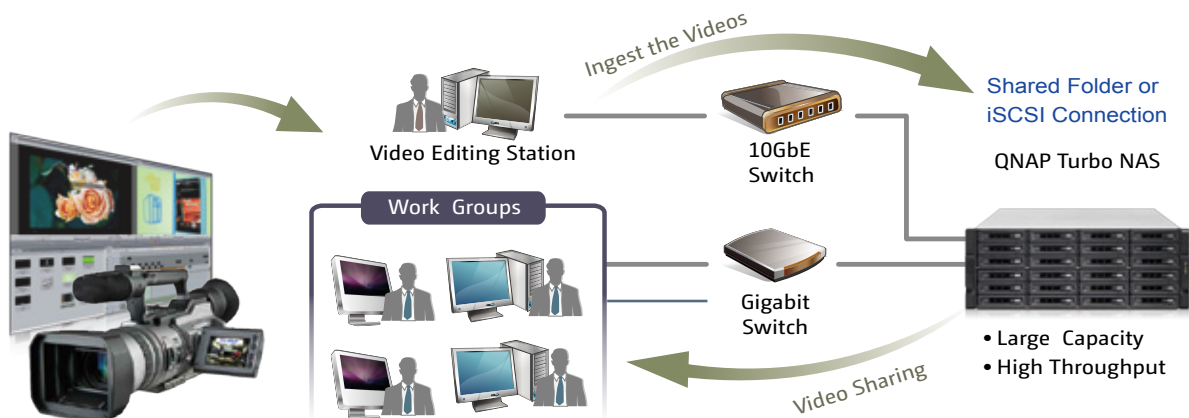 Ingest the Videos
Shared Folder or
iSCSI Connection
Video Editing Station
10GbE
Switch
QNAP Turbo NAS
Work Groups
Gigabit
Switch
• Large Capacity
• High Throughput
Video Sharing